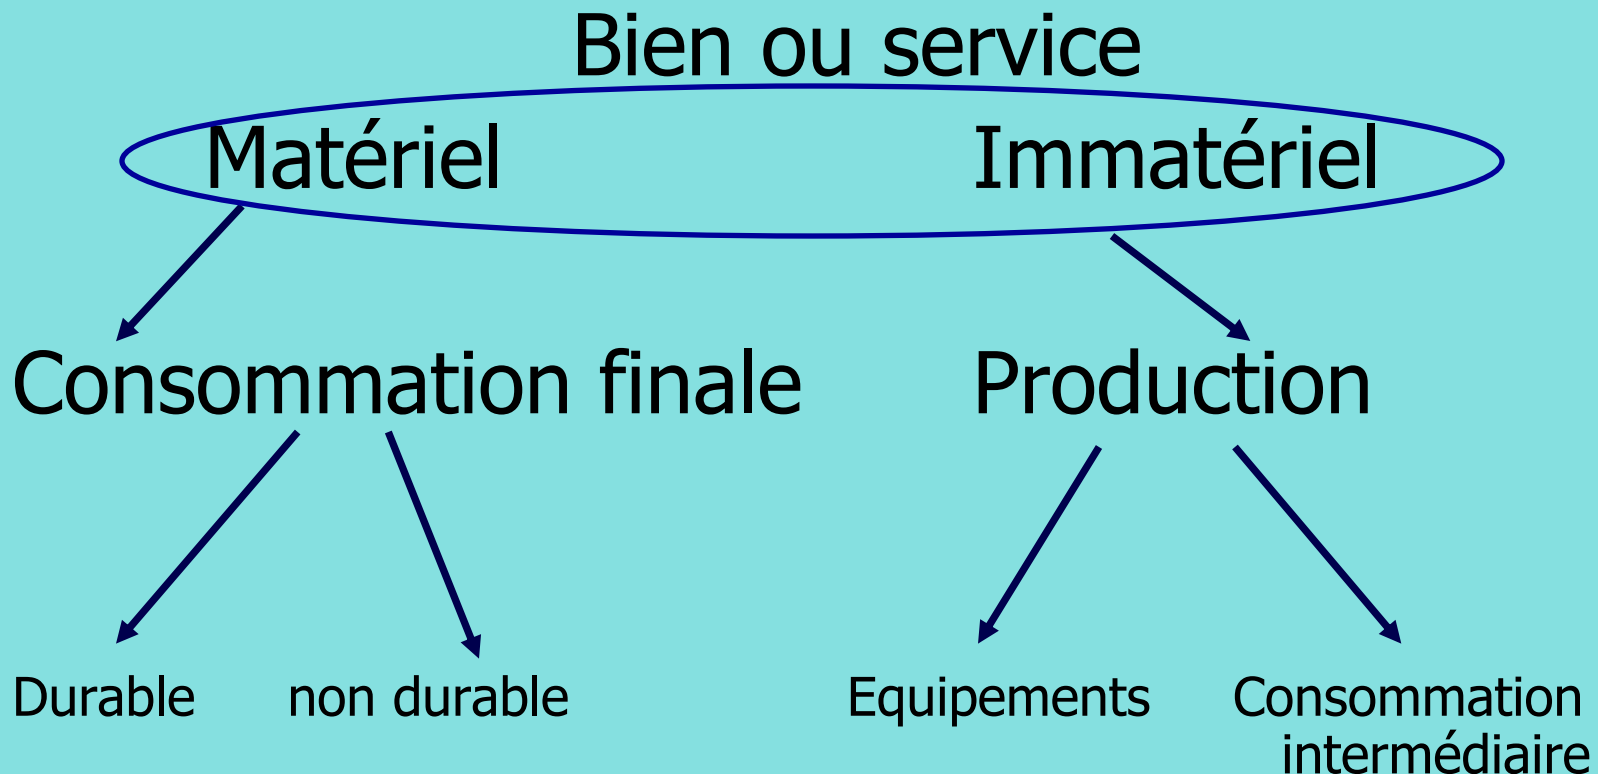 Bien ou service
Matériel Immatériel
Consommation finale Production
Durable non durable Equipements Consommation
intermédiaire